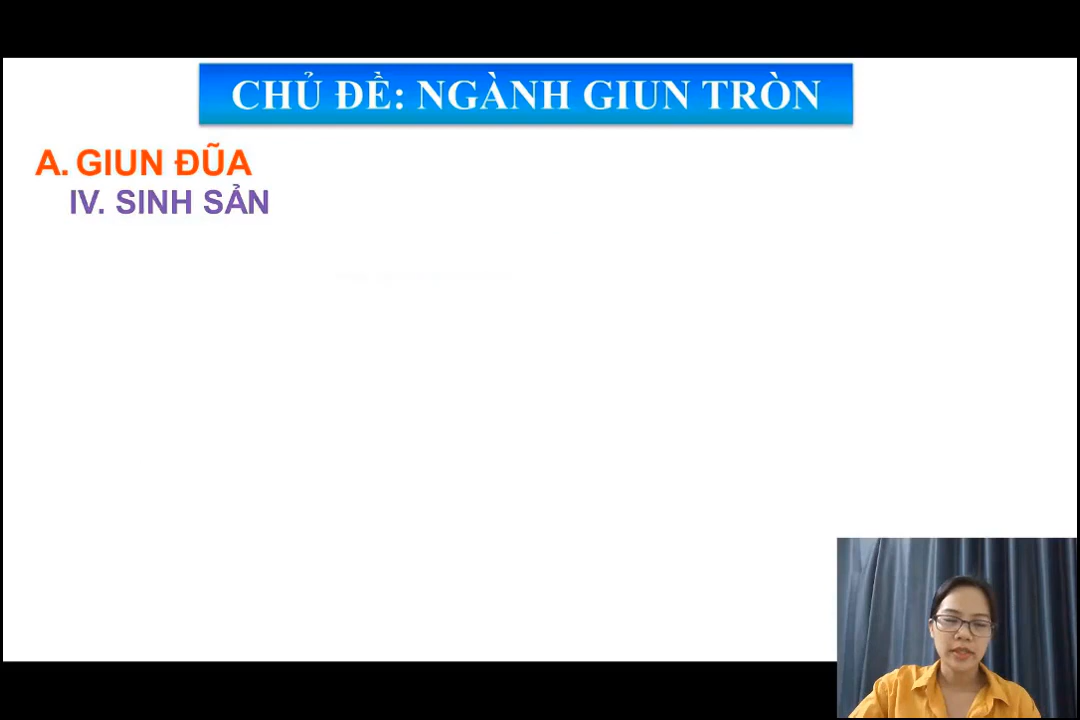 CHỦ ĐỀ: NGÀNH GIUN TRÒN
A. GIUN ĐŨA
IV. SINH SẢN